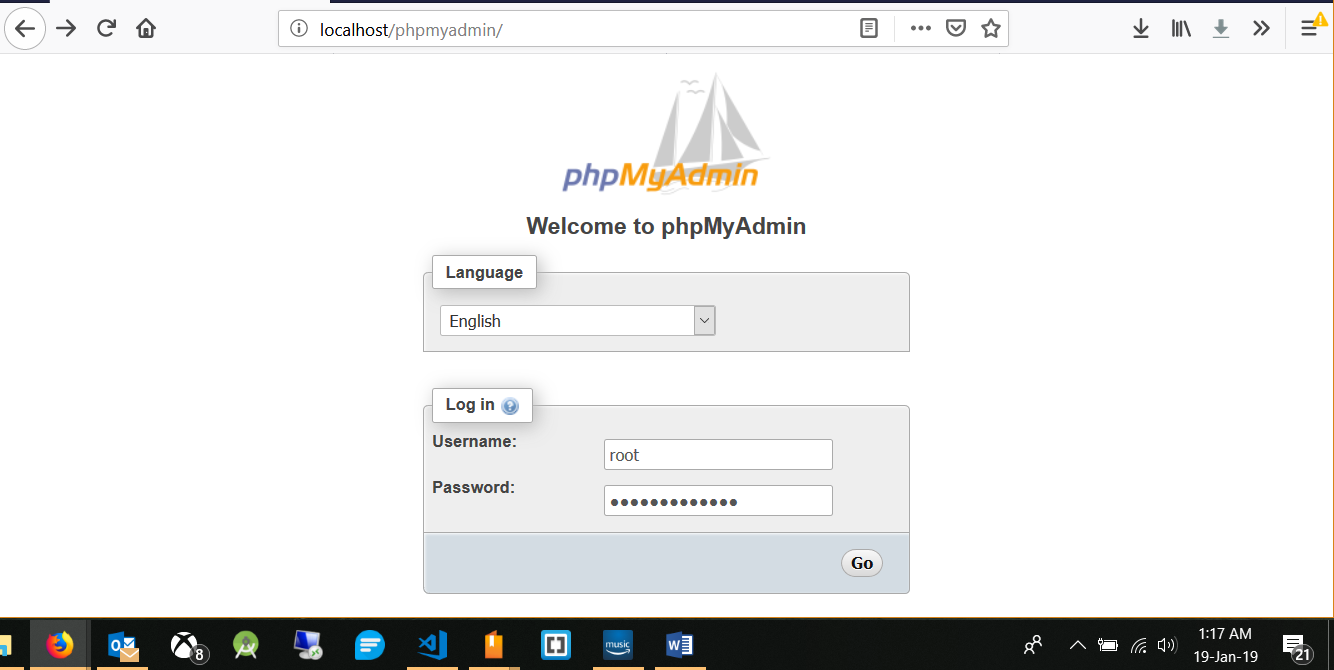 localhost/phpmyadmin/
phpMyAdmin
Welcome to phpMyAdmin
Language
English
Log in
Username:
root
Password:
Go
8
music
1:17 AM
19-Jan-19
21